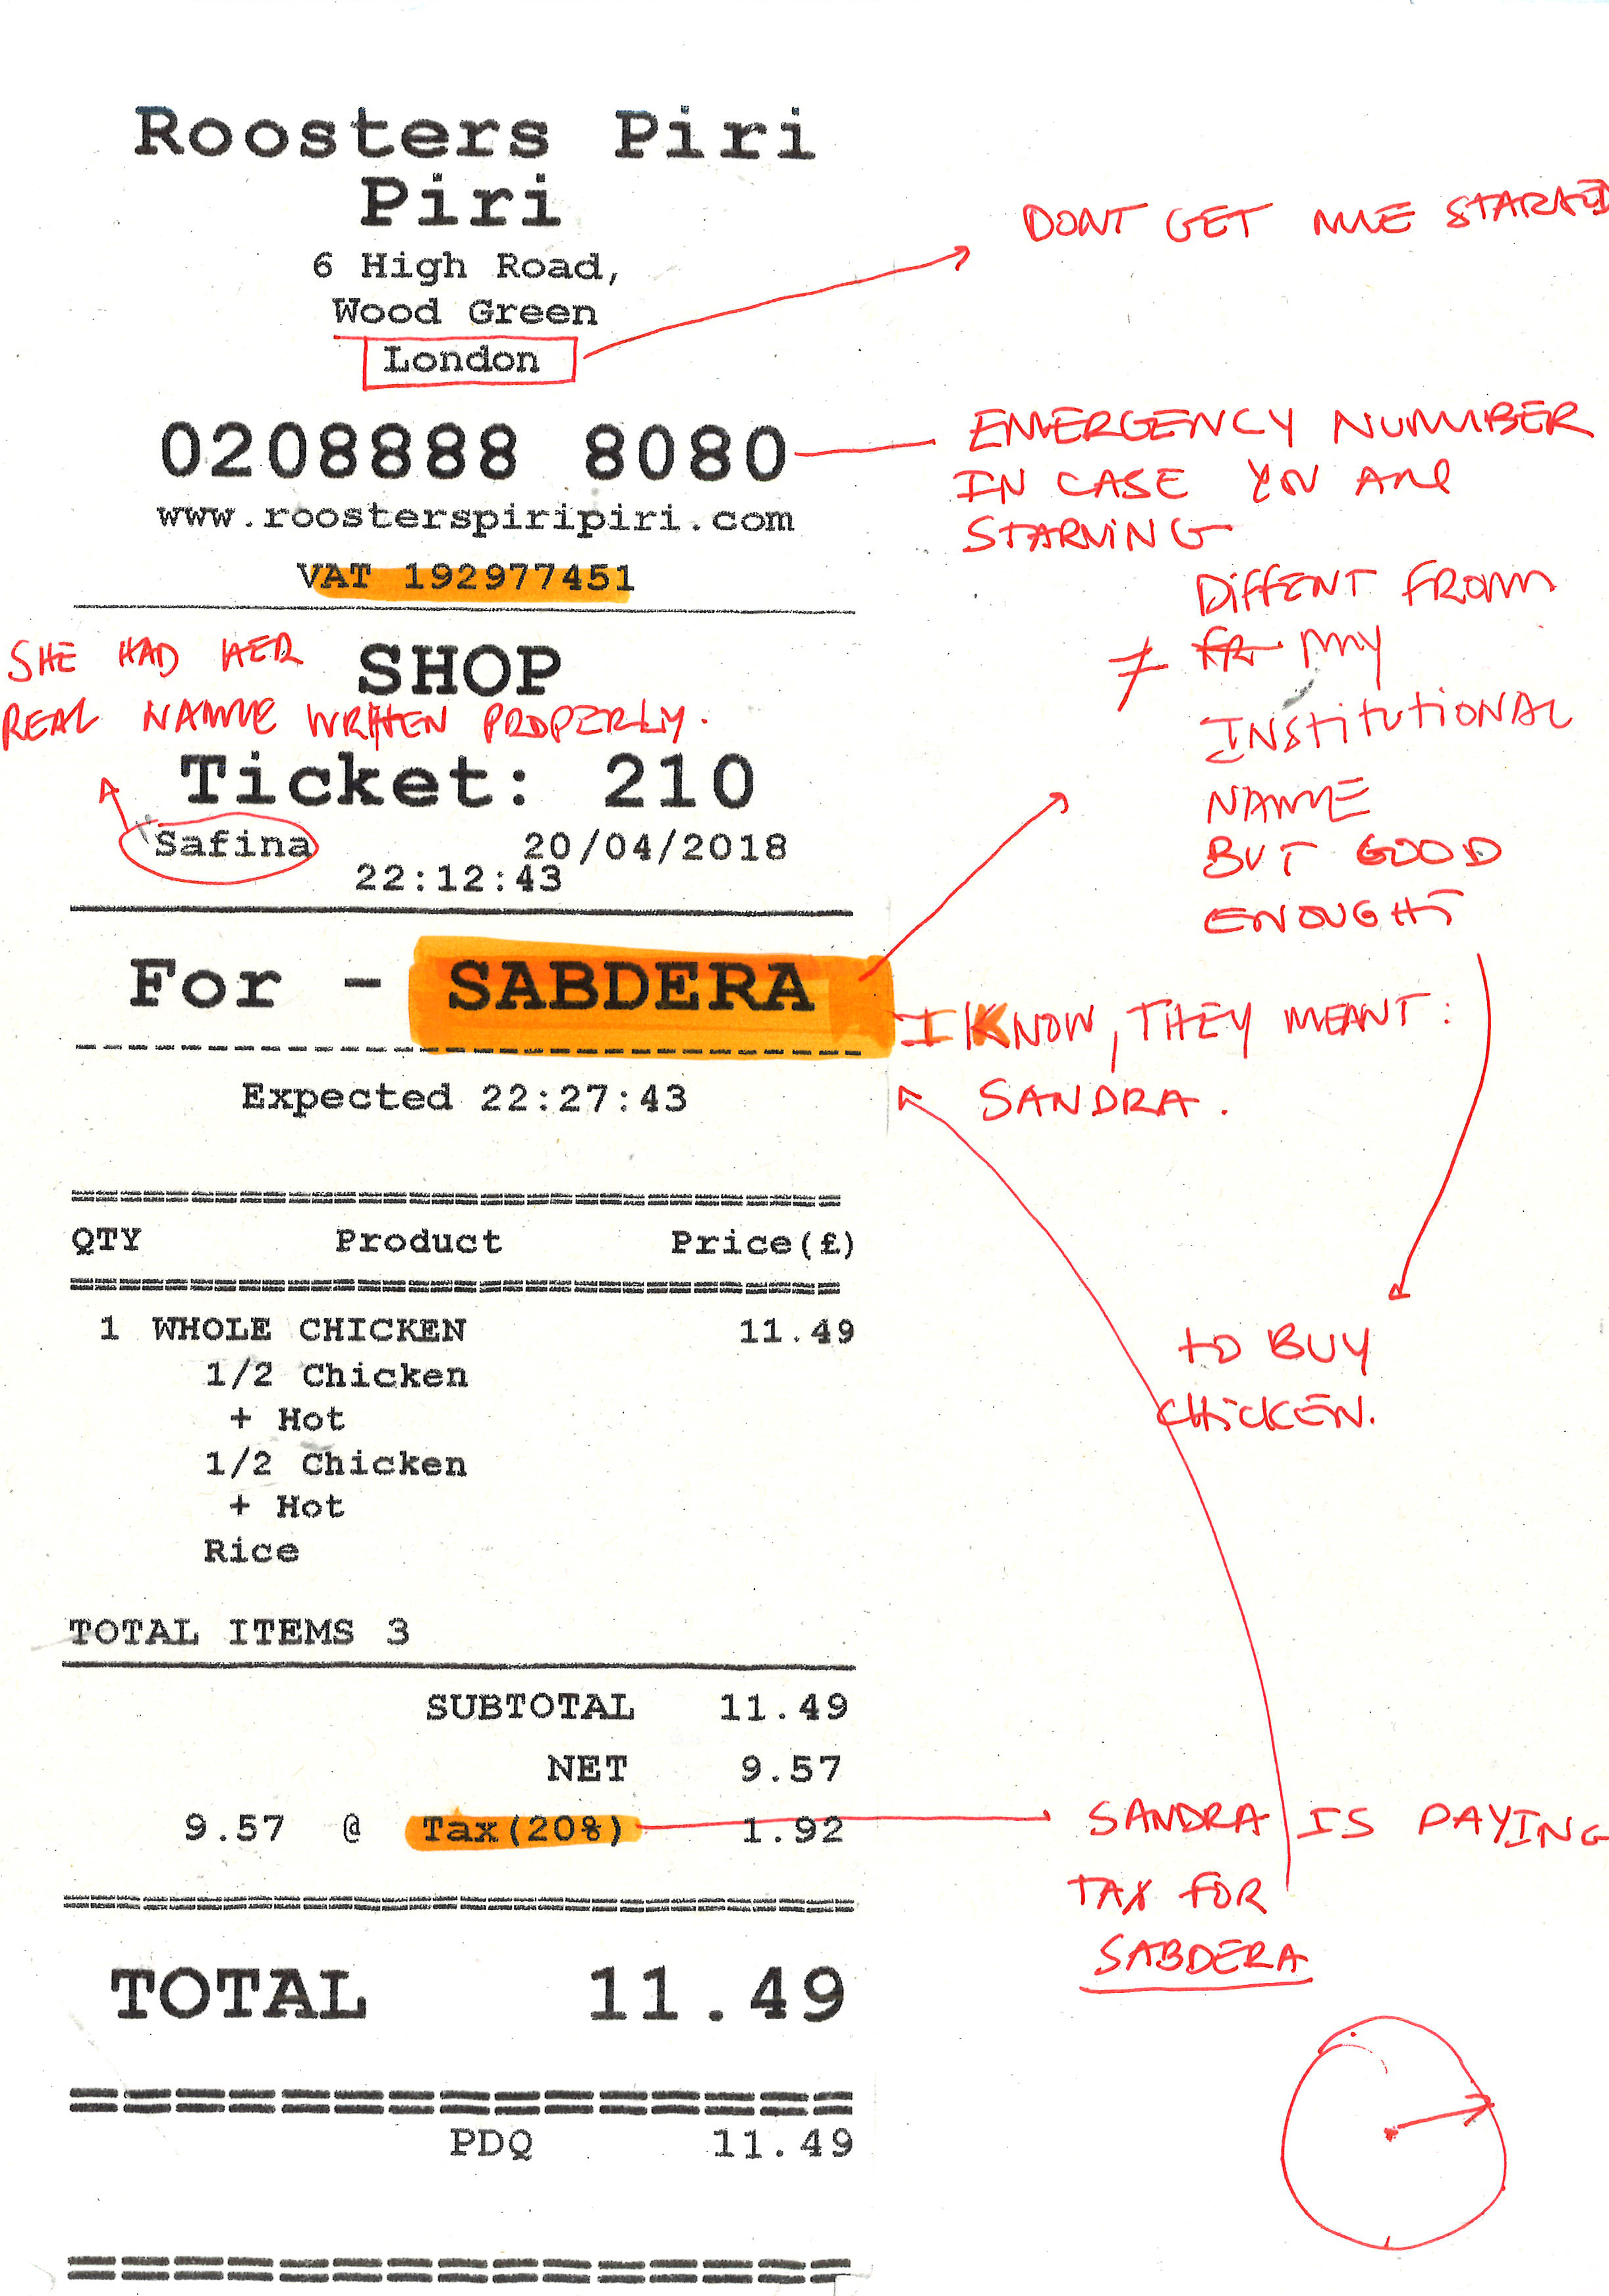 Roosters Piri
Piri
6 High Road,
Wood Green
London
DONT GET ME STARTED
0208888 8080
EMERGENCY NUMBER
IN CASE YOU ARE
STARVING
www.roosterspiripiri.com
VAT 192977451
SHE HAD HER
REAL NAME WRITTEN PROPERLY.
SHOP
Ticket: 210
Safina 20/04/2018
22:12:43
≠ DIFFENT FROM
MY
INSTITUTIONAL
NAME
BUT GOOD
ENOUGHT
For - SABDERA
I KNOW, THEY MEANT:
SANDRA.
Expected 22:27:43
QTY Product Price(£)
1 WHOLE CHICKEN 11.49
1/2 Chicken
+ Hot
1/2 Chicken
+ Hot
Rice
TO BUY
CHICKEN.
TOTAL ITEMS 3
SUBTOTAL 11.49
NET 9.57
9.57 @ Tax(20%) 1.92
SANDRA IS PAYING
TAX FOR
SABDERA
TOTAL 11.49
PDQ 11.49